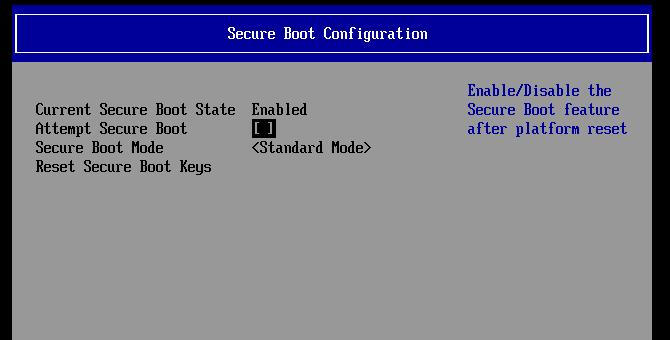 Secure Boot Configuration
Enable/Disable the
Secure Boot feature
after platform reset
Current Secure Boot State Enabled
Attempt Secure Boot [ ]
Secure Boot Mode <Standard Mode>
Reset Secure Boot Keys